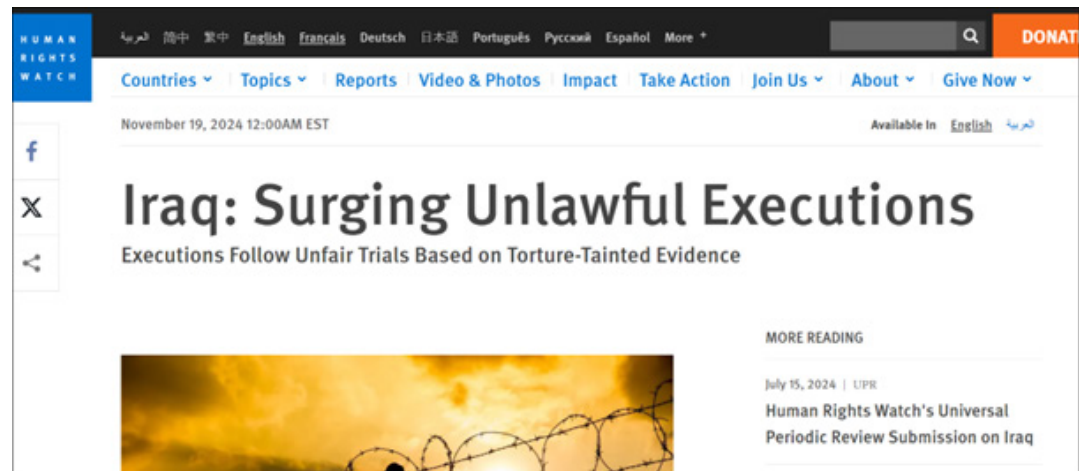 HUMAN
RIGHTS
WATCH
العربية 简中 繁中 English Français Deutsch 日本語 Português Русский Español More +
DONAT
Countries Topics Reports Video & Photos Impact Take Action Join Us About Give Now
November 19, 2024 12:00AM EST
Available In English العربية
Iraq: Surging Unlawful Executions
Executions Follow Unfair Trials Based on Torture-Tainted Evidence
MORE READING
July 15, 2024 | UPR
Human Rights Watch's Universal
Periodic Review Submission on Iraq